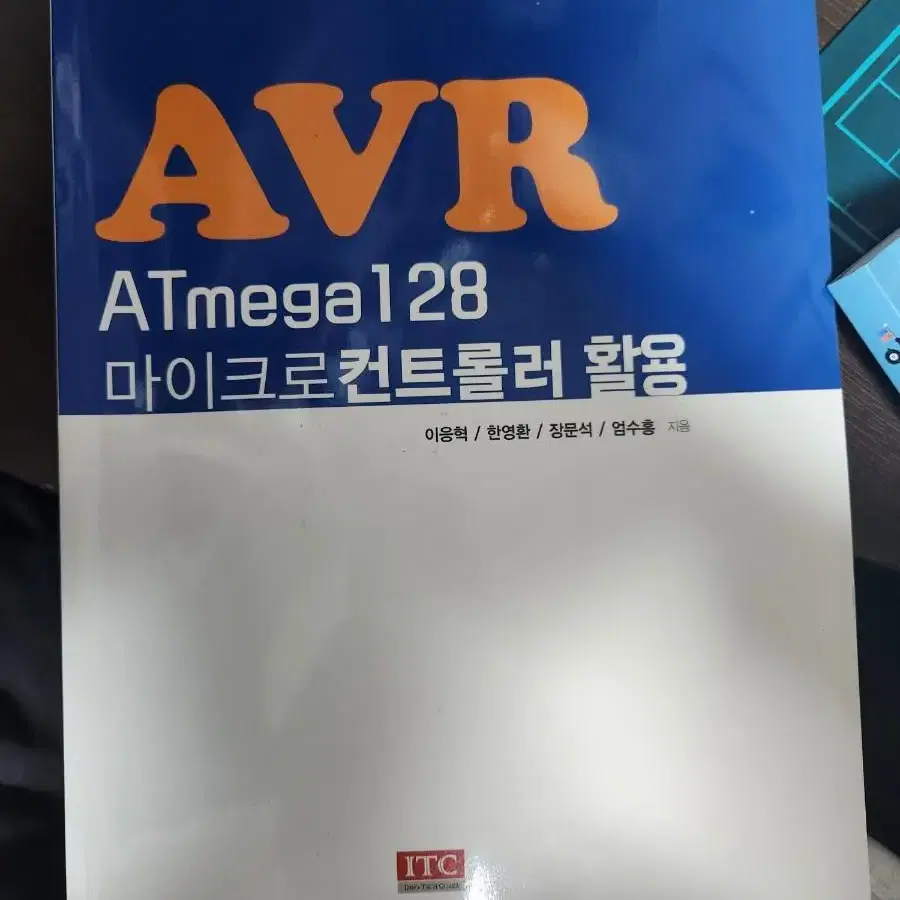 AVR
ATmega128
마이크로컨트롤러 활용
이응혁 / 한영환 / 장문석 / 엄수홍 지음
ITC